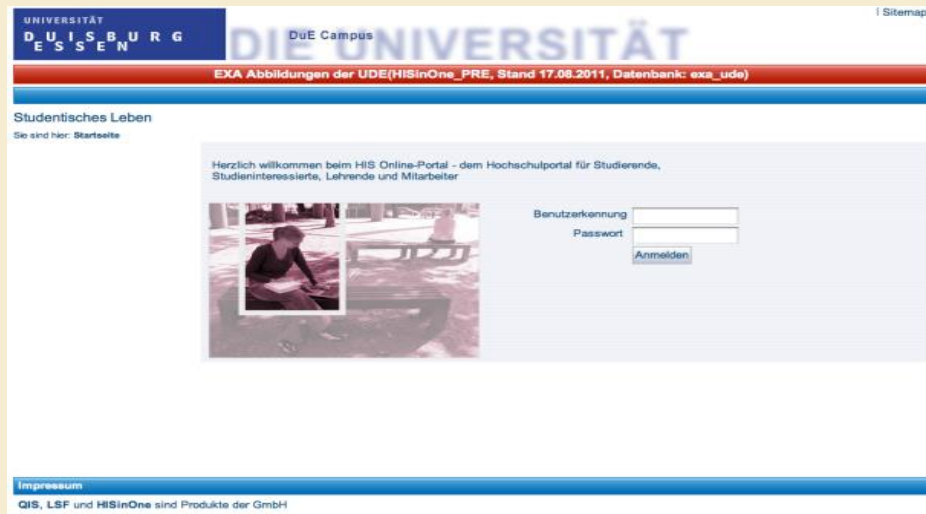 | Sitemap
UNIVERSITÄT
DUISBURG
ESSEN
DuE Campus
DIE UNIVERSITÄT
EXA Abbildungen der UDE(HISinOne_PRE, Stand 17.08.2011, Datenbank: exa_ude)
Studentisches Leben
Sie sind hier: Startseite
Herzlich willkommen beim HIS Online-Portal - dem Hochschulportal für Studierende,
Studieninteressierte, Lehrende und Mitarbeiter
Benutzerkennung
Passwort
Anmelden
Impressum
QIS, LSF und HISinOne sind Produkte der GmbH